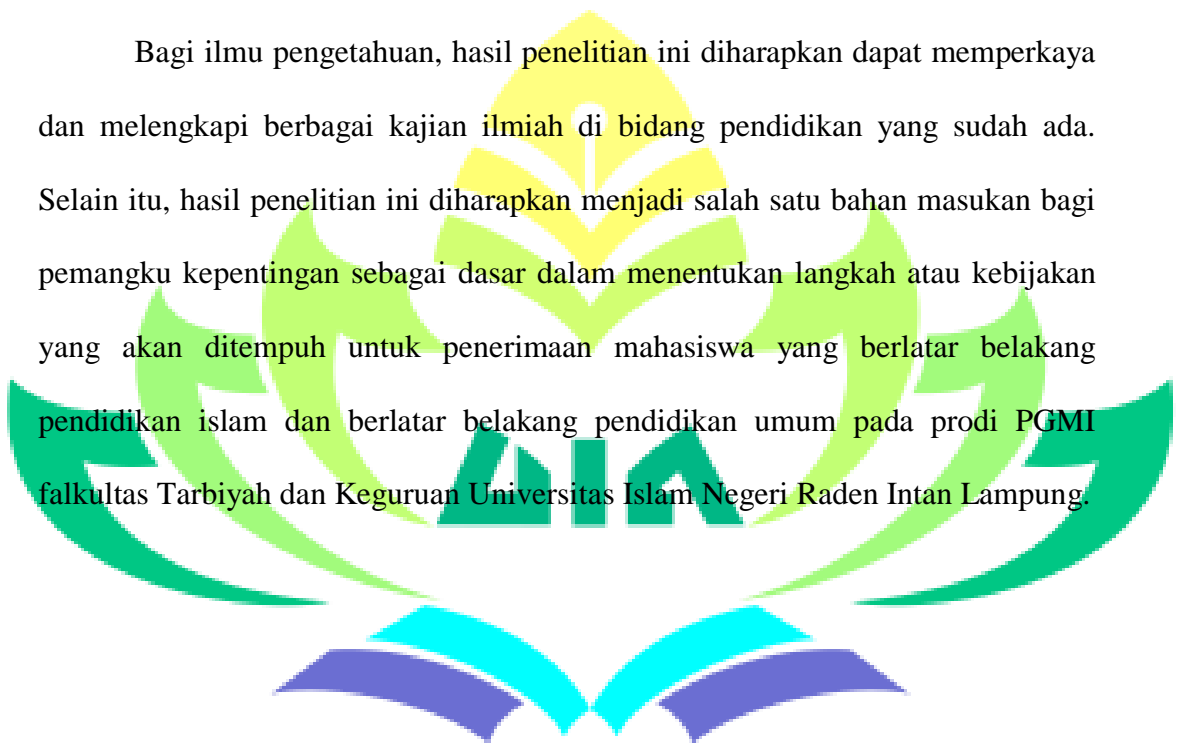 Bagi ilmu pengetahuan, hasil penelitian ini diharapkan dapat memperkaya
dan melengkapi berbagai kajian ilmiah di bidang pendidikan yang sudah ada.
Selain itu, hasil penelitian ini diharapkan menjadi salah satu bahan masukan bagi
pemangku kepentingan sebagai dasar dalam menentukan langkah atau kebijakan
yang akan ditempuh untuk penerimaan mahasiswa yang berlatar belakang
pendidikan islam dan berlatar belakang pendidikan umum pada prodi PGMI
falkultas Tarbiyah dan Keguruan Universitas Islam Negeri Raden Intan Lampung.